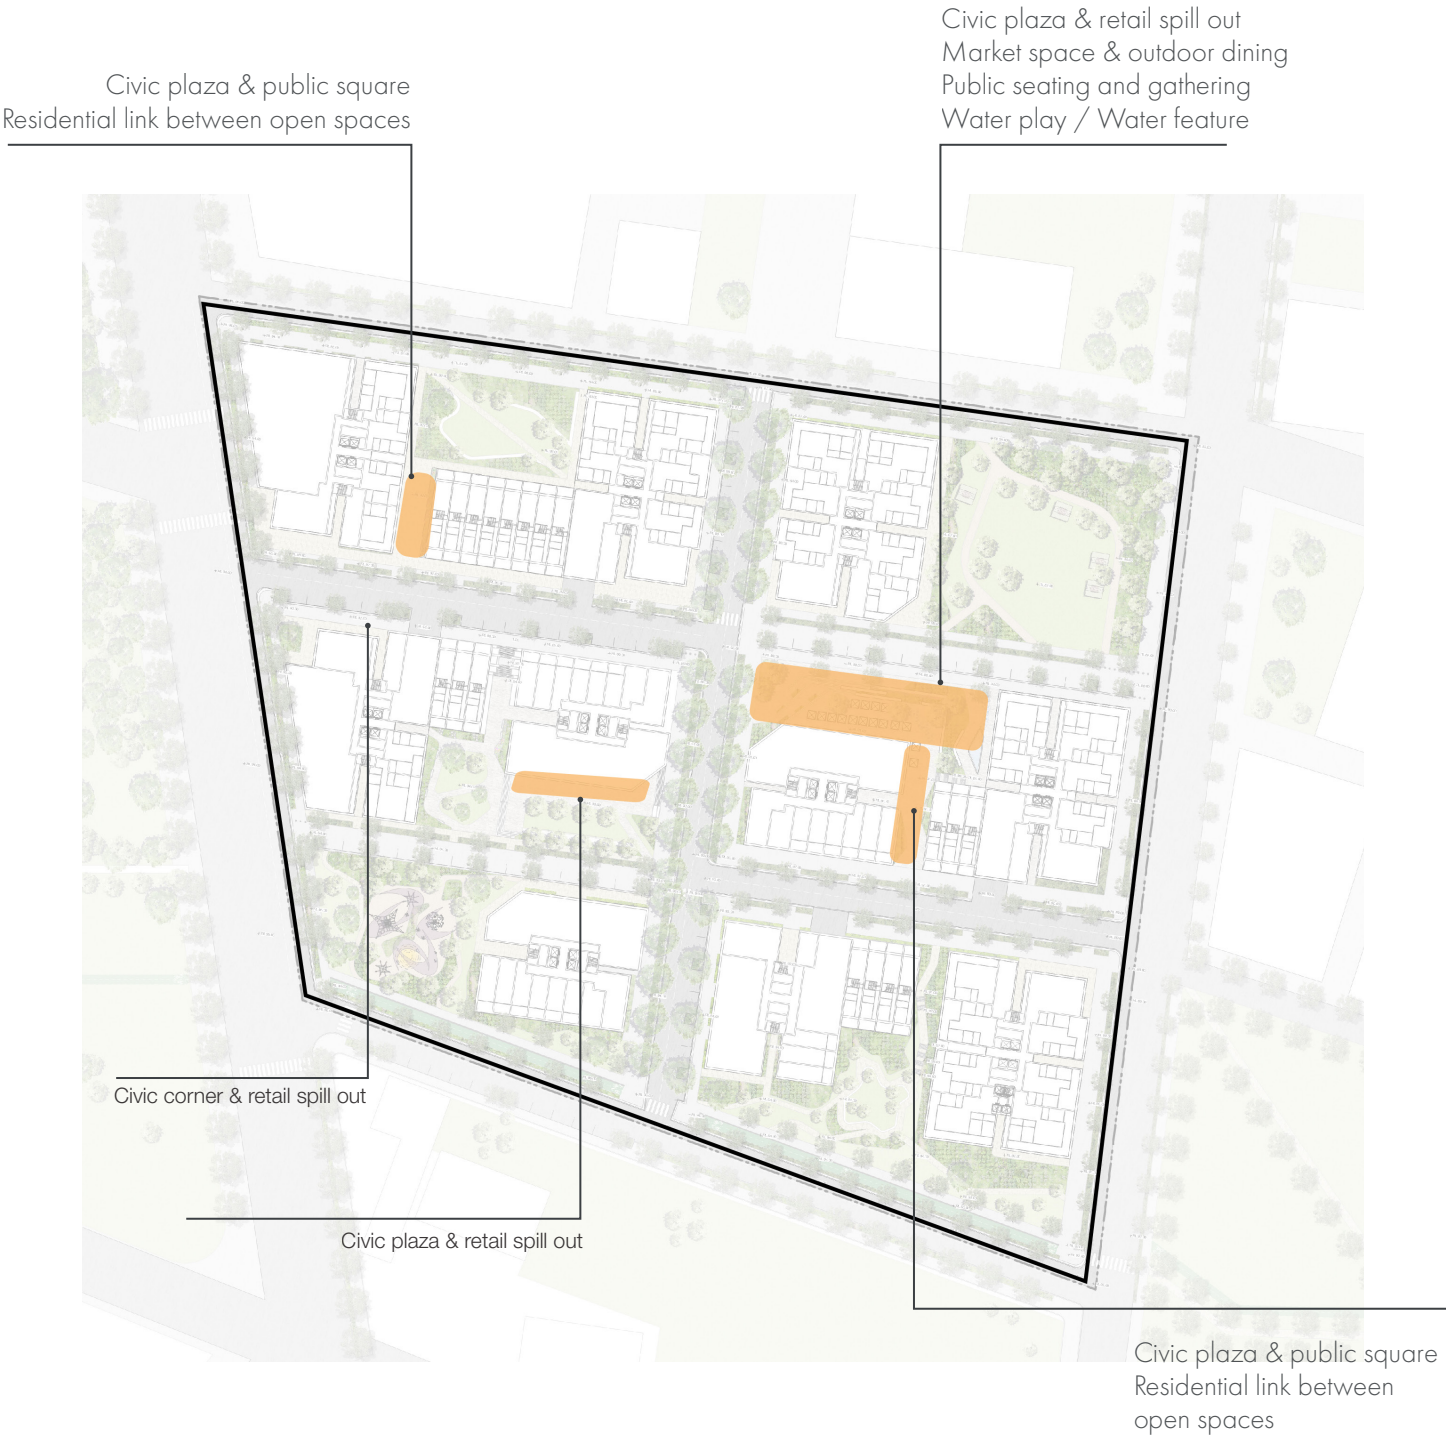 Civic plaza & retail spill out
Market space & outdoor dining
Public seating and gathering
Water play / Water feature
Civic plaza & public square
Residential link between open spaces
Civic corner & retail spill out
Civic plaza & retail spill out
Civic plaza & public square
Residential link between
open spaces